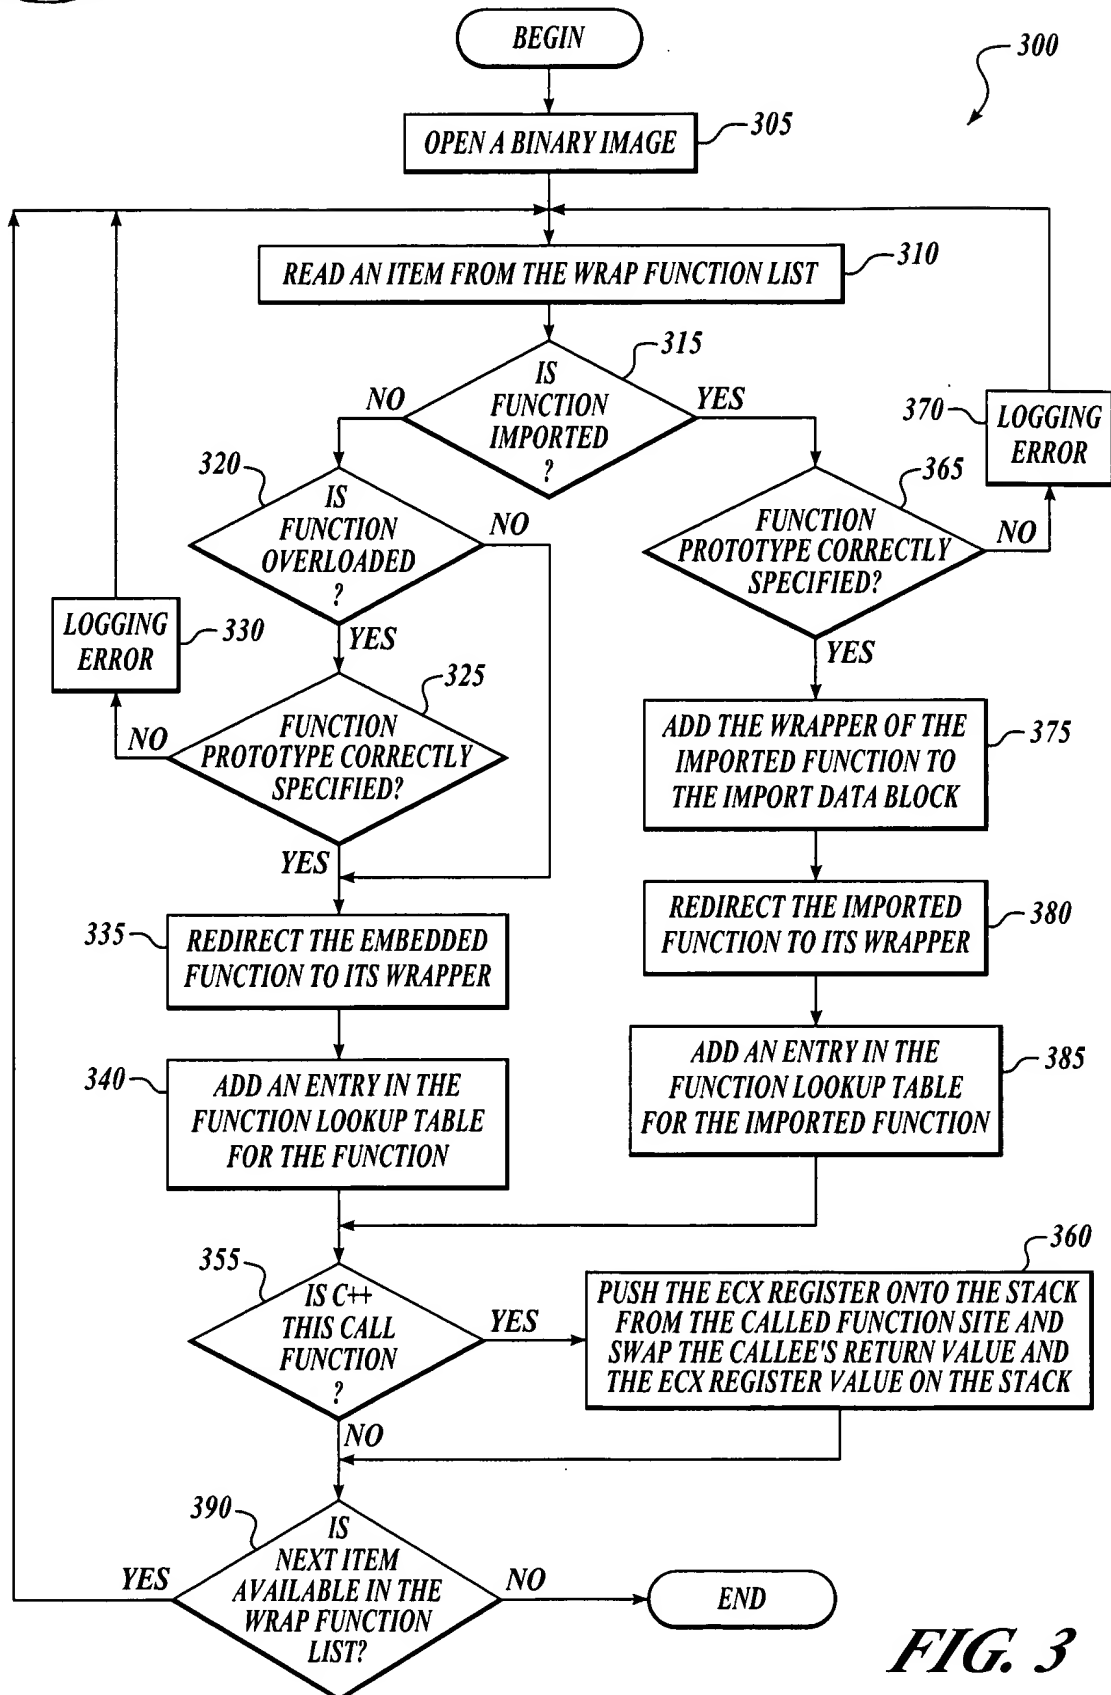 BEGIN
300
OPEN A BINARY IMAGE
305
READ AN ITEM FROM THE WRAP FUNCTION LIST
310
IS
FUNCTION
IMPORTED
?
315
NO
YES
320
IS
FUNCTION
OVERLOADED
?
NO
YES
365
FUNCTION
PROTOTYPE CORRECTLY
SPECIFIED?
NO
YES
370
LOGGING
ERROR
LOGGING
ERROR
330
325
FUNCTION
PROTOTYPE CORRECTLY
SPECIFIED?
NO
YES
ADD THE WRAPPER OF THE
IMPORTED FUNCTION TO
THE IMPORT DATA BLOCK
375
335
REDIRECT THE EMBEDDED
FUNCTION TO ITS WRAPPER
REDIRECT THE IMPORTED
FUNCTION TO ITS WRAPPER
380
340
ADD AN ENTRY IN THE
FUNCTION LOOKUP TABLE
FOR THE FUNCTION
ADD AN ENTRY IN THE
FUNCTION LOOKUP TABLE
FOR THE IMPORTED FUNCTION
385
355
IS C++
THIS CALL
FUNCTION
?
YES
NO
360
PUSH THE ECX REGISTER ONTO THE STACK
FROM THE CALLED FUNCTION SITE AND
SWAP THE CALLEE'S RETURN VALUE AND
THE ECX REGISTER VALUE ON THE STACK
390
IS
NEXT ITEM
AVAILABLE IN THE
WRAP FUNCTION
LIST?
YES
NO
END
FIG. 3